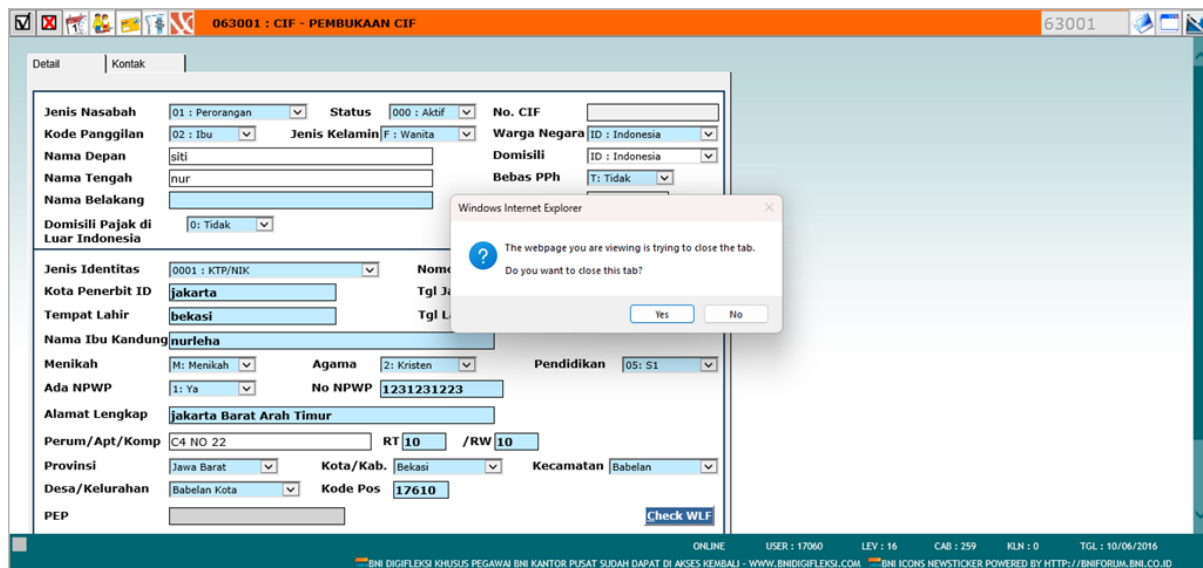 063001 : CIF - PEMBUKAAN CIF 63001
Detail Kontak
Jenis Nasabah 01 : Perorangan Status 000 : Aktif No. CIF
Kode Panggilan 02 : Ibu Jenis Kelamin F : Wanita Warga Negara ID : Indonesia
Nama Depan siti Domisili ID : Indonesia
Nama Tengah nur Bebas PPh T: Tidak
Nama Belakang
Domisili Pajak di Luar Indonesia 0: Tidak
Windows Internet Explorer
The webpage you are viewing is trying to close the tab.
Do you want to close this tab?
Yes No
Jenis Identitas 0001 : KTP/NIK
Kota Penerbit ID jakarta Tgl
Tempat Lahir bekasi Tgl
Nama Ibu Kandung nurleha
Menikah M: Menikah Agama 2: Kristen Pendidikan 05: S1
Ada NPWP 1: Ya No NPWP 1231231223
Alamat Lengkap jakarta Barat Arah Timur
Perum/Apt/Komp C4 NO 22 RT 10 /RW 10
Provinsi Jawa Barat Kota/Kab. Bekasi Kecamatan Babelan
Desa/Kelurahan Babelan Kota Kode Pos 17610
PEP Check WLF
ONLINE USER : 17060 LEV : 16 CAB : 259 KLN : 0 TGL : 10/06/2016
BNI DIGIFLEKSI KHUSUS PEGAWAI BNI KANTOR PUSAT SUDAH DAPAT DI AKSES KEMBALI - WWW.BNIDIGIFLEKSI.COM BNI ICONS NEWSTICKER POWERED BY HTTP://BNIFORUM.BNI.CO.ID